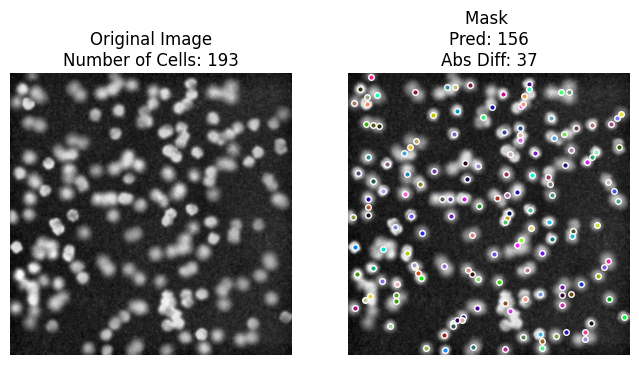 Original Image
Number of Cells: 193
Mask
Pred: 156
Abs Diff: 37